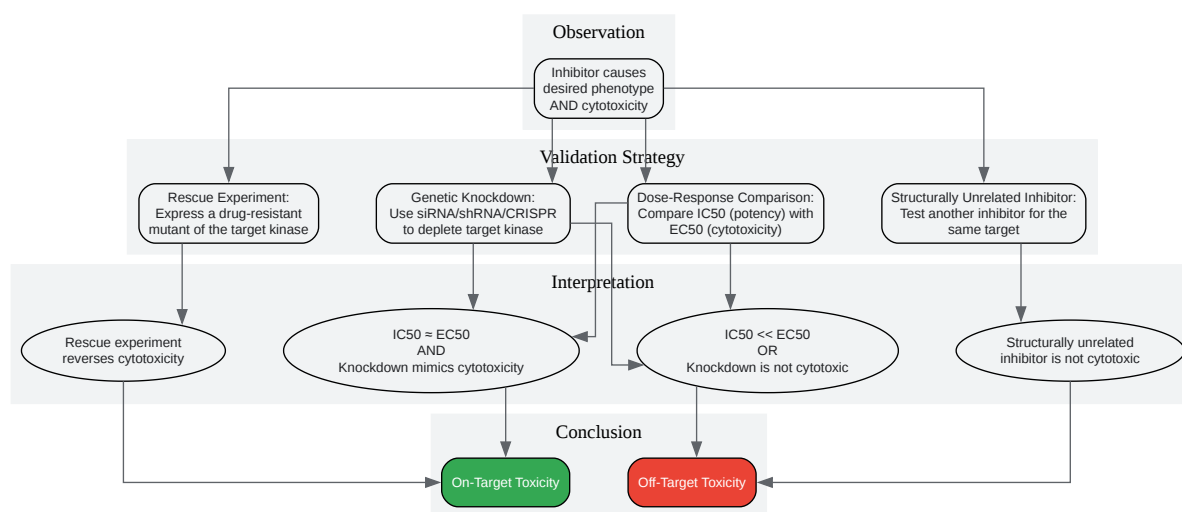 Observation
Inhibitor causes
desired phenotype
AND cytotoxicity
Validation Strategy
Rescue Experiment:
Express a drug-resistant
mutant of the target kinase
Genetic Knockdown:
Use siRNA/shRNA/CRISPR
to deplete target kinase
Dose-Response Comparison:
Compare IC50 (potency) with
EC50 (cytotoxicity)
Structurally Unrelated Inhibitor:
Test another inhibitor for the
same target
Interpretation
Rescue experiment
reverses cytotoxicity
IC50 ≈ EC50
AND
Knockdown mimics cytotoxicity
IC50 << EC50
OR
Knockdown is not cytotoxic
Structurally unrelated
inhibitor is not cytotoxic
Conclusion
On-Target Toxicity
Off-Target Toxicity